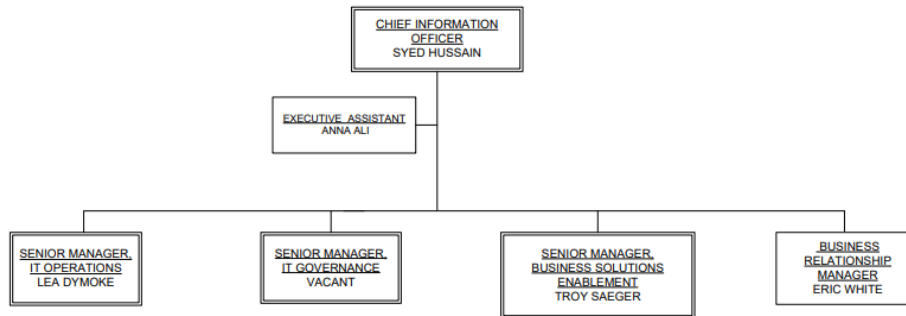 CHIEF INFORMATION
OFFICER
SYED HUSSAIN
EXECUTIVE ASSISTANT
ANNA ALI
SENIOR MANAGER,
IT OPERATIONS
LEA DYMOKE
SENIOR MANAGER,
IT GOVERNANCE
VACANT
SENIOR MANAGER,
BUSINESS SOLUTIONS
ENABLEMENT
TROY SAEGER
BUSINESS
RELATIONSHIP
MANAGER
ERIC WHITE